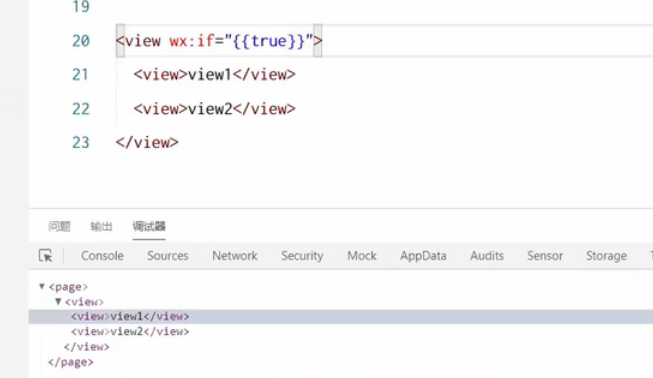 19
20 <view wx:if="{{true}}">
21 <view>view1</view>
22 <view>view2</view>
23 </view>
问题 输出 调试器
Console Sources Network Security Mock AppData Audits Sensor Storage
▼<page>
▼<view>
<view>view1</view>
<view>view2</view>
</view>
</page>